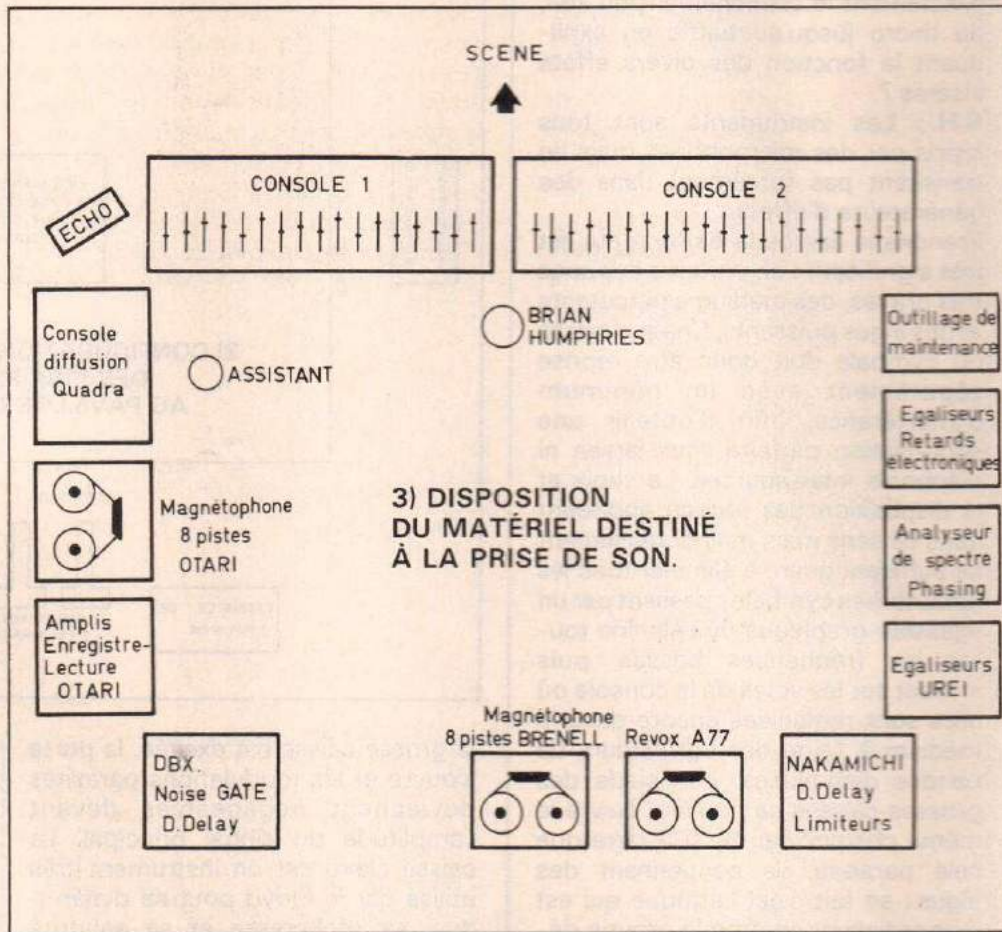 SCENE
CONSOLE 1
CONSOLE 2
ECHO
Console
diffusion
Quadra
ASSISTANT
BRIAN
HUMPHRIES
Outillage de
maintenance
Egaliseurs
Retards
electroniques
Magnétophone
8 pistes
OTARI
3) DISPOSITION
DU MATÉRIEL DESTINÉ
À LA PRISE DE SON.
Analyseur
de spectre
Phasing
Amplis
Enregistre-
Lecture
OTARI
Egaliseurs
UREI
DBX
Noise GATE
D.Delay
Magnétophone
8 pistes BRENELL
Revox A77
NAKAMICHI
D.Delay
Limiteurs